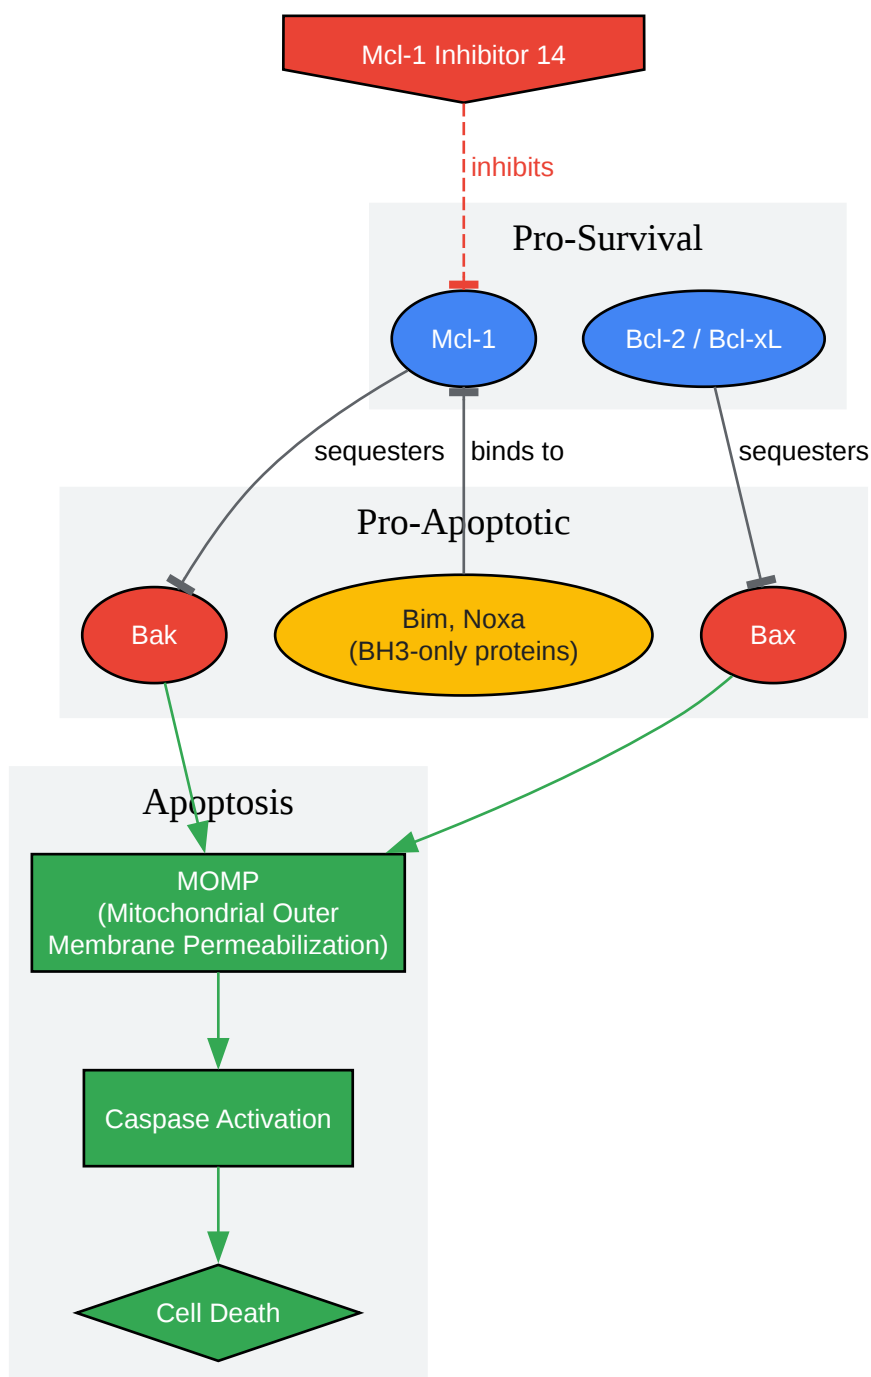 Mcl-1 Inhibitor 14
inhibits
Pro-Survival
Mcl-1
Bcl-2 / Bcl-xL
sequesters
binds to
sequesters
Pro-Apoptotic
Bak
Bim, Noxa
(BH3-only proteins)
Bax
Apoptosis
MOMP
(Mitochondrial Outer
Membrane Permeabilization)
Caspase Activation
Cell Death